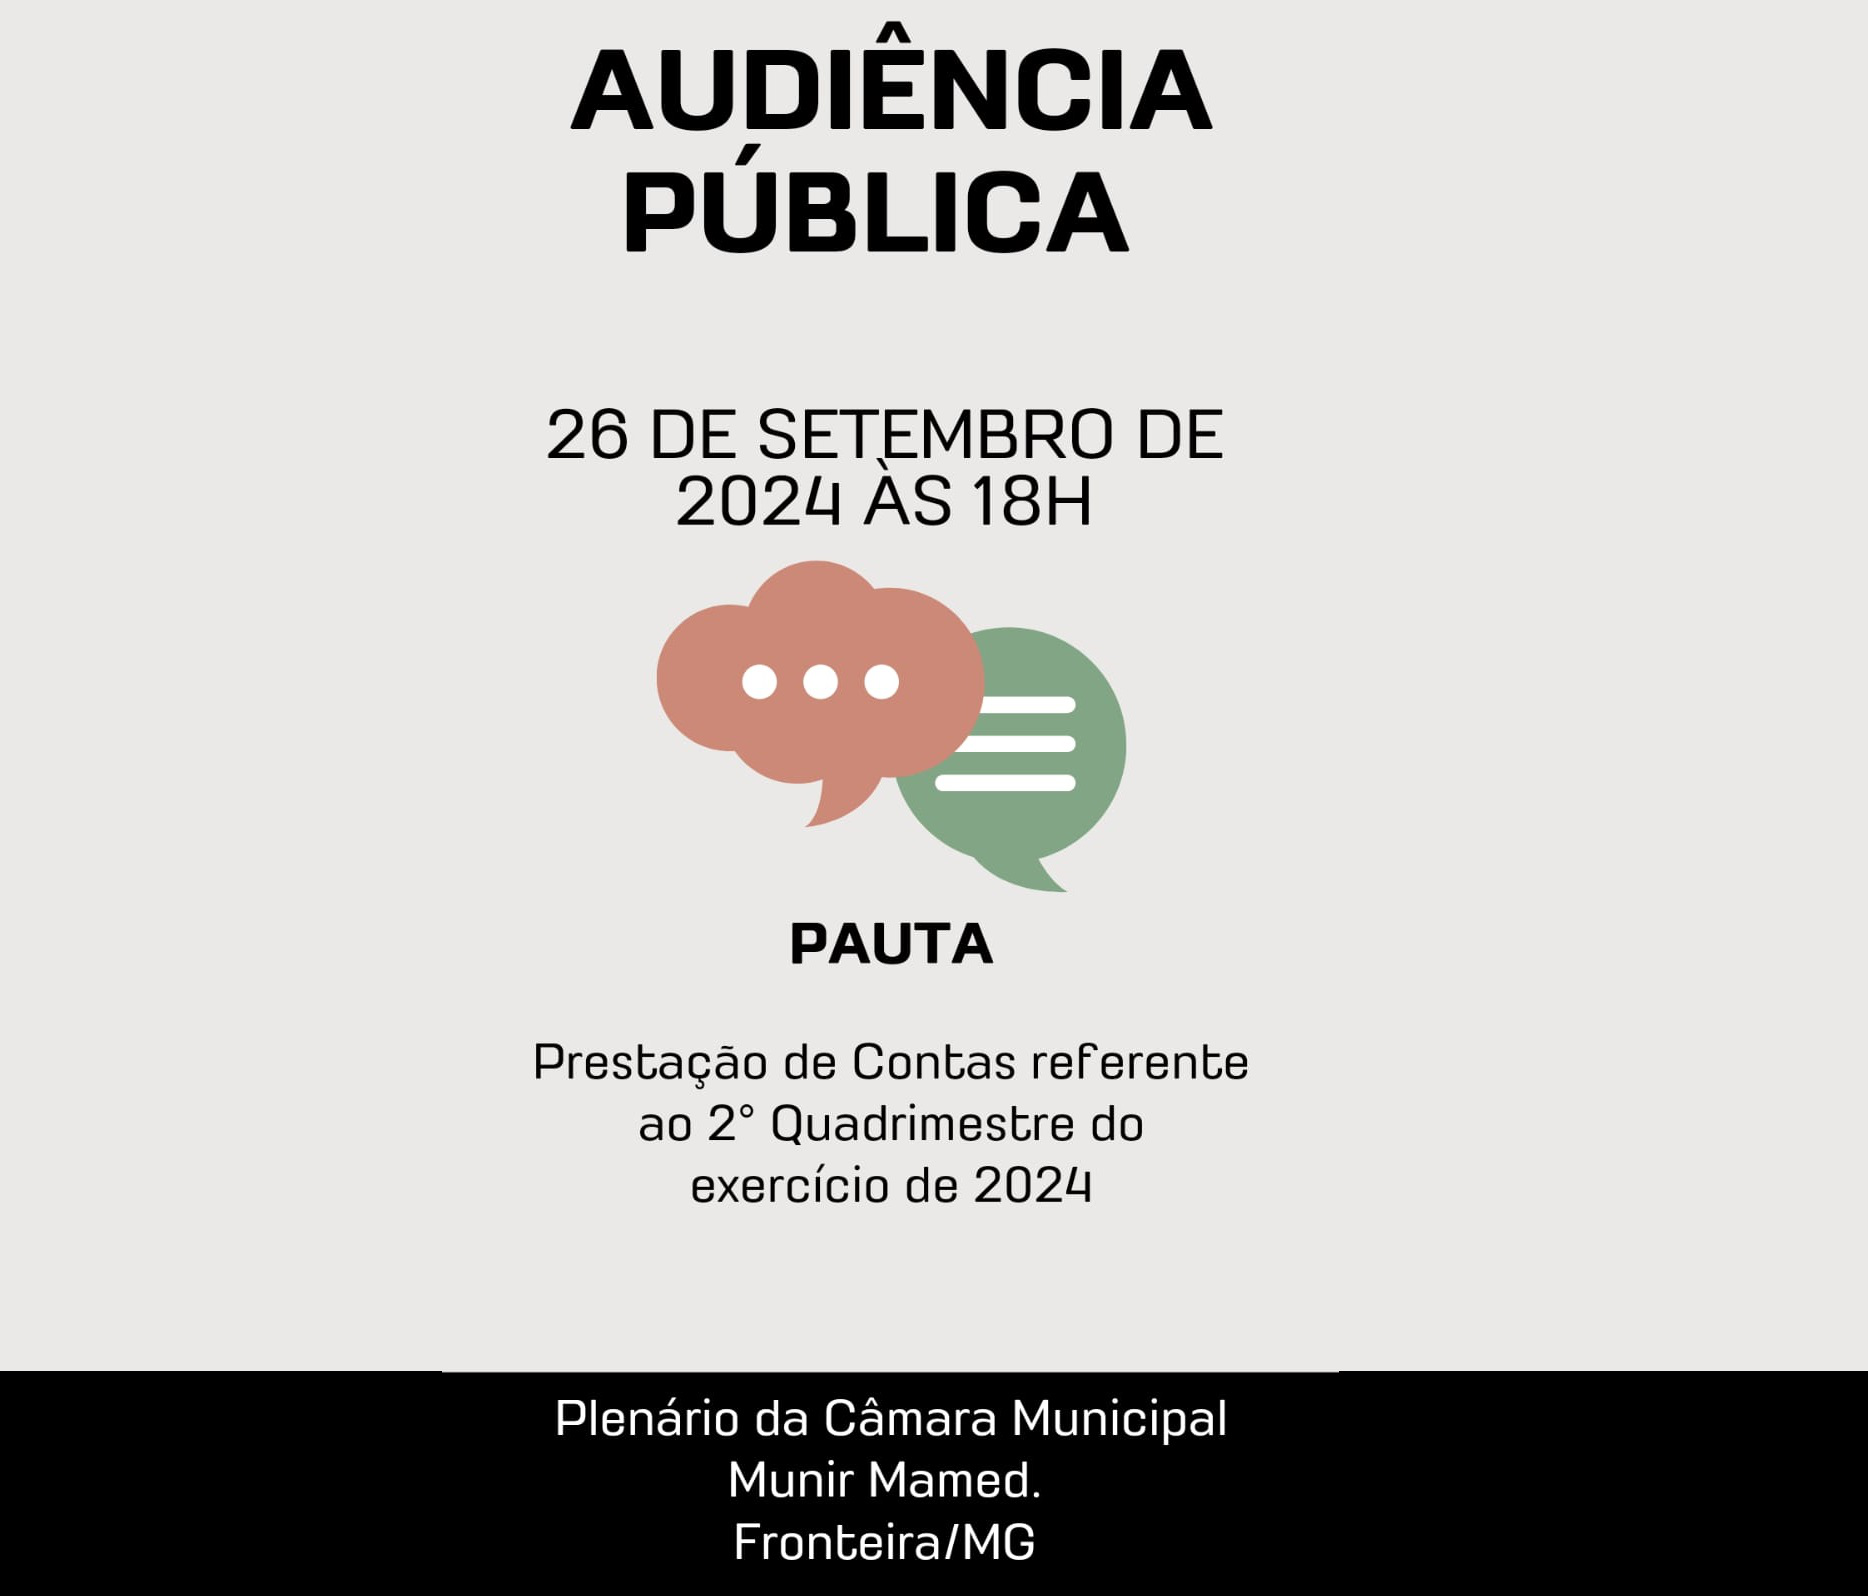 AUDIÊNCIA
PÚBLICA
26 DE SETEMBRO DE
2024 ÀS 18H
PAUTA
Prestação de Contas referente
ao 2° Quadrimestre do
exercício de 2024
Plenário da Câmara Municipal
Munir Mamed.
Fronteira/MG